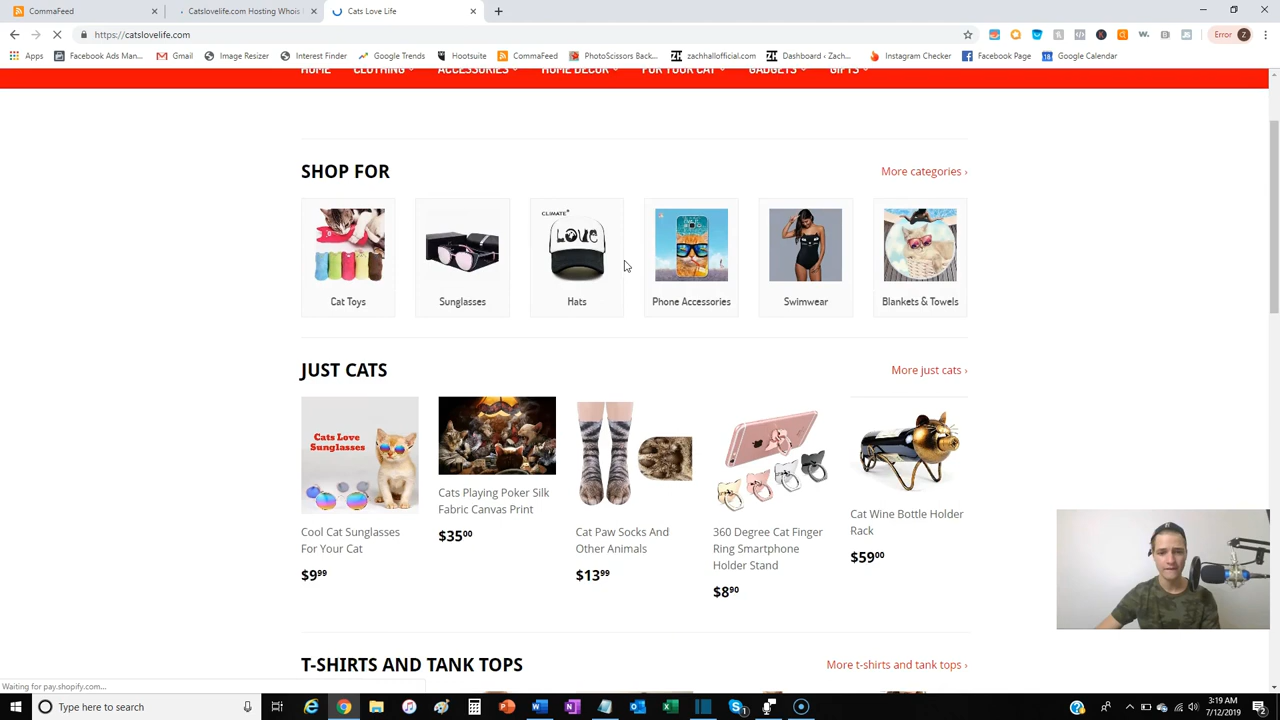 CommaFeed
Catslovelife.com Hosting Whois
Cats Love Life
https://catslovelife.com
Error
Z
Apps
Facebook Ads Man...
Gmail
Image Resizer
Interest Finder
Google Trends
Hootsuite
CommaFeed
PhotoScissors Back...
zachhallofficial.com
Dashboard ‹ Zach...
Instagram Checker
Facebook Page
Google Calendar
HOME
CLOTHING
ACCESSORIES
HOME DECOR
FOR YOUR CAT
GADGETS
GIFTS
SHOP FOR
More categories ›
CLIMATE
LOVE
Cat Toys
Sunglasses
Hats
Phone Accessories
Swimwear
Blankets & Towels
JUST CATS
More just cats ›
Cats Love
Sunglasses
Cool Cat Sunglasses
For Your Cat
$9.99
Cats Playing Poker Silk
Fabric Canvas Print
$35.00
Cat Paw Socks And
Other Animals
$13.99
360 Degree Cat Finger
Ring Smartphone
Holder Stand
$8.90
Cat Wine Bottle Holder
Rack
$59.00
T-SHIRTS AND TANK TOPS
More t-shirts and tank tops ›
Waiting for pay.shopify.com...
Type here to search
3:19 AM
7/12/2019